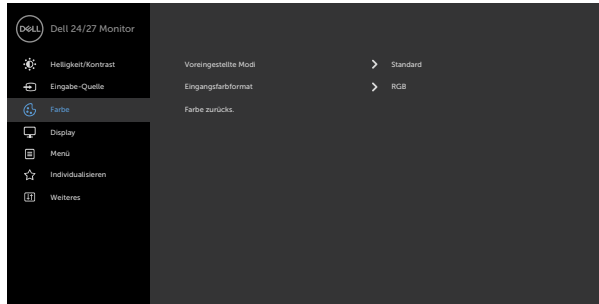 DELL
Dell 24/27 Monitor
Helligkeit/Kontrast
Voreingestellte Modi
Standard
Eingabe-Quelle
Eingangsfarbformat
RGB
Farbe
Farbe zurücks.
Display
Menü
Individualisieren
Weiteres